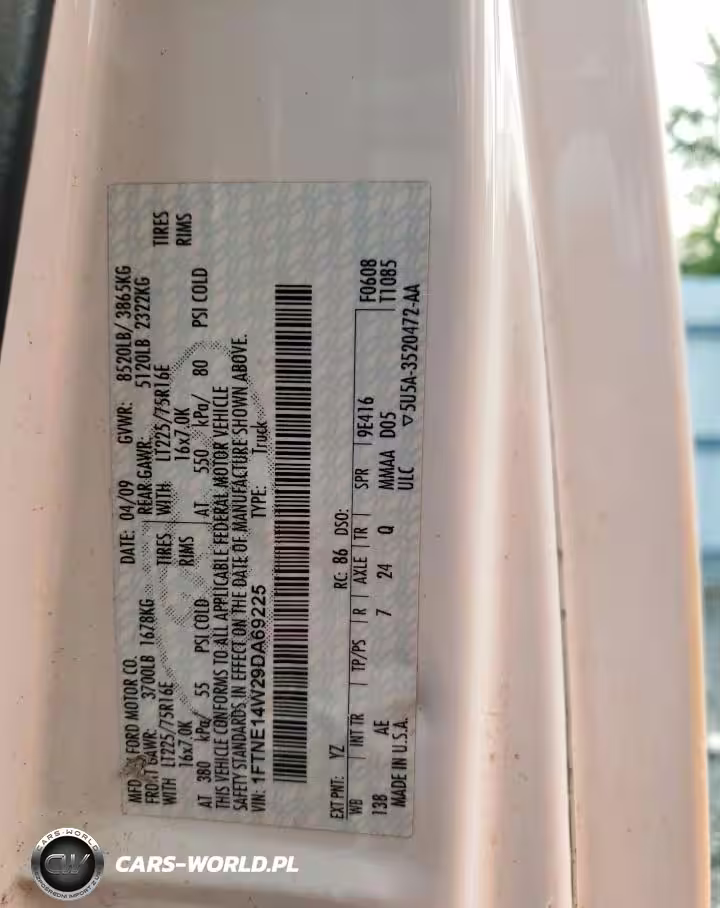 MFD. BY FORD MOTOR CO. DATE: 04/09 GVWR: 8520LB/ 3865KG
FRONT GAWR: 3700LB 1678KG REAR GAWR: 5120LB 2322KG
WITH LT225/75R16E TIRES WITH LT225/75R16E TIRES
16x7.0K RIMS 16x7.0K RIMS
AT 380 kPa/ 55 PSI COLD AT 550 kPa/ 80 PSI COLD
THIS VEHICLE CONFORMS TO ALL APPLICABLE FEDERAL MOTOR VEHICLE
SAFETY STANDARDS IN EFFECT ON THE DATE OF MANUFACTURE SHOWN ABOVE.
VIN: 1FTNE14W29DA69225 TYPE: Truck
EXT PNT: YZ RC: 86 DSO: F0608
WB INT TR TP/PS R AXLE TR SPR 9E416 T1085
138 AE 7 24 Q MMAA D05
MADE IN U.S.A. ULC ▽5U5A-3520472-AA
CARS-WORLD
CW
CARS-WORLD.PL